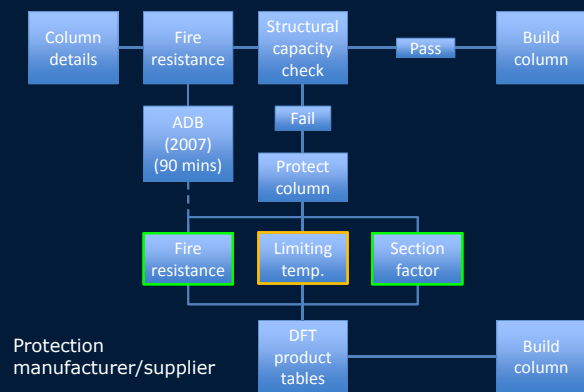 Column
details
Fire
resistance
Structural
capacity
check
Pass
Build
column
ADB
(2007)
(90 mins)
Fail
Protect
column
Fire
resistance
Limiting
temp.
Section
factor
Protection
manufacturer/supplier
DFT
product
tables
Build
column